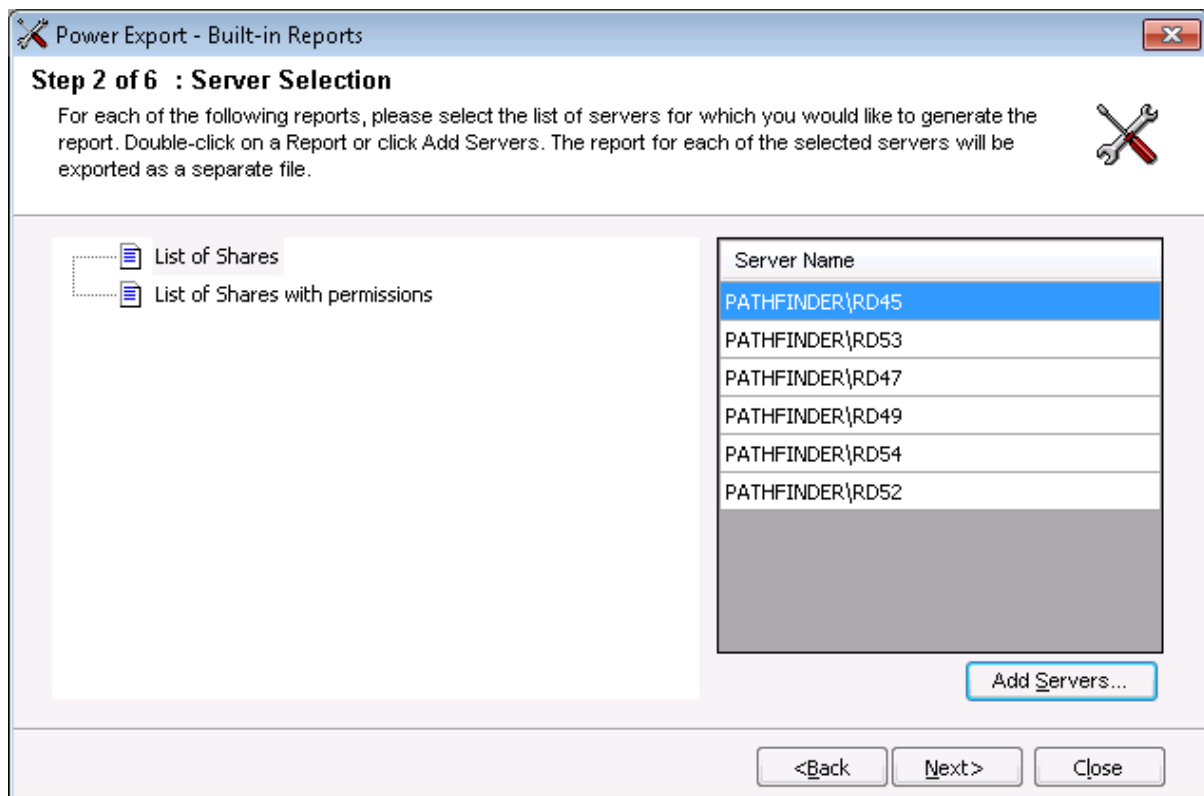 Power Export - Built-in Reports
Step 2 of 6 : Server Selection
For each of the following reports, please select the list of servers for which you would like to generate the
report. Double-click on a Report or click Add Servers. The report for each of the selected servers will be
exported as a separate file.
List of Shares
List of Shares with permissions
Server Name
PATHFINDER\RD45
PATHFINDER\RD53
PATHFINDER\RD47
PATHFINDER\RD49
PATHFINDER\RD54
PATHFINDER\RD52
Add Servers...
<Back
Next>
Close